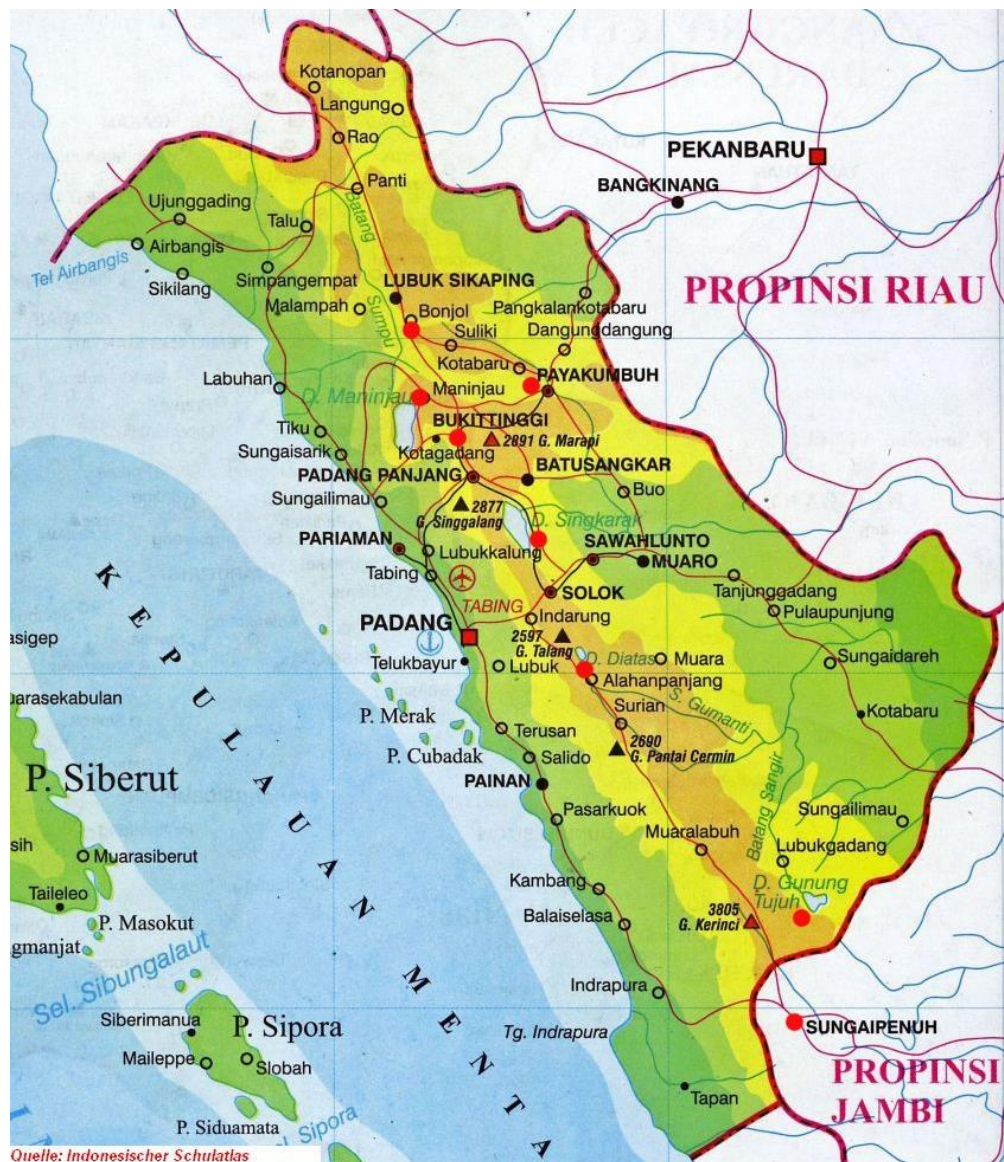 Kotanopan
Langung
Rao
PEKANBARU
BANGKINANG
Panti
Ujunggading
Talu
Batang
Airbangis
Tel Airbangis
Sikilang
Simpangempat
LUBUK SIKAPING
PROPINSI RIAU
Malampah
Sumpu
Bonjol
Pangkalankotabaru
Suliki
Dangungdangung
Kotabaru
PAYAKUMBUH
Labuhan
D. Maninjau
Maninjau
BUKITTINGGI
Tiku
2891 G. Marapi
Sungaisarik
Kotagadang
BATUSANGKAR
PADANG PANJANG
Buo
Sungailimau
2877
G. Singgalang
D. Singkarak
PARIAMAN
Lubukkalung
SAWAHLUNTO
MUARO
Tabing
Tanjunggadang
TABING
SOLOK
Pulaupunjung
Indarung
PADANG
2597
G. Talang
D. Diatas
Muara
Sungaidareh
Telukbayur
Lubuk
Alahanpanjang
asigep
KEPULAUAN MENTA
uarasekabulan
P. Merak
Surian
S. Gumanti
Kotabaru
Terusan
P. Cubadak
Salido
2690
G. Pantai Cermin
P. Siberut
PAINAN
Batang Sangir
Pasarkuok
Sungailimau
Muaralabuh
sih
Muarasiberut
Lubukgadang
Kambang
D. Gunung
Tujuh
Taileleo
P. Masokut
Balaiselasa
3805
G. Kerinci
gmanjat
Sel. Sibungalaut
Indrapura
Siberimanua
P. Sipora
Tg. Indrapura
SUNGAIPENUH
Maileppe
Slobah
PROPINSI
JAMBI
Tapan
P. Siduamata
Sel. Sipora
Quelle: Indonesischer Schulatlas